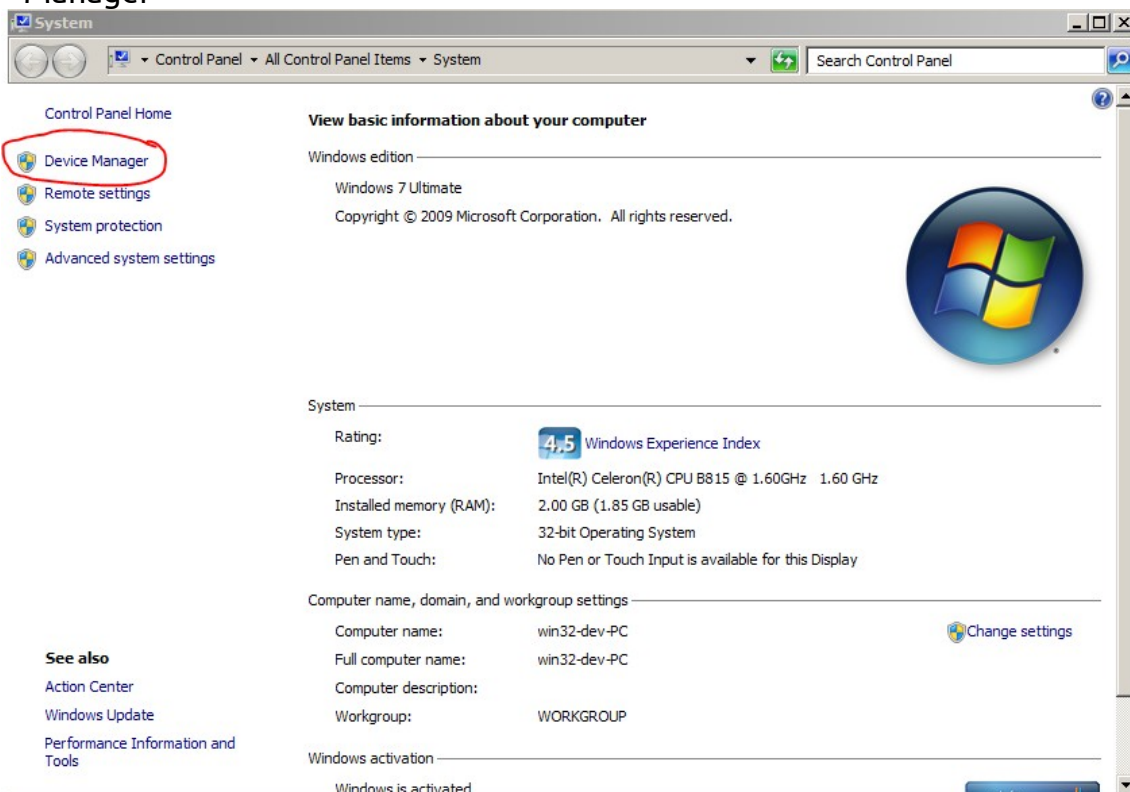 Manager
System
Control Panel All Control Panel Items System
Search Control Panel
Control Panel Home
Device Manager
Remote settings
System protection
Advanced system settings
See also
Action Center
Windows Update
Performance Information and
Tools
View basic information about your computer
Windows edition
Windows 7 Ultimate
Copyright © 2009 Microsoft Corporation. All rights reserved.
System
Rating: 4.5 Windows Experience Index
Processor: Intel(R) Celeron(R) CPU B815 @ 1.60GHz 1.60 GHz
Installed memory (RAM): 2.00 GB (1.85 GB usable)
System type: 32-bit Operating System
Pen and Touch: No Pen or Touch Input is available for this Display
Computer name, domain, and workgroup settings
Computer name: win32-dev-PC Change settings
Full computer name: win32-dev-PC
Computer description:
Workgroup: WORKGROUP
Windows activation
Windows is activated